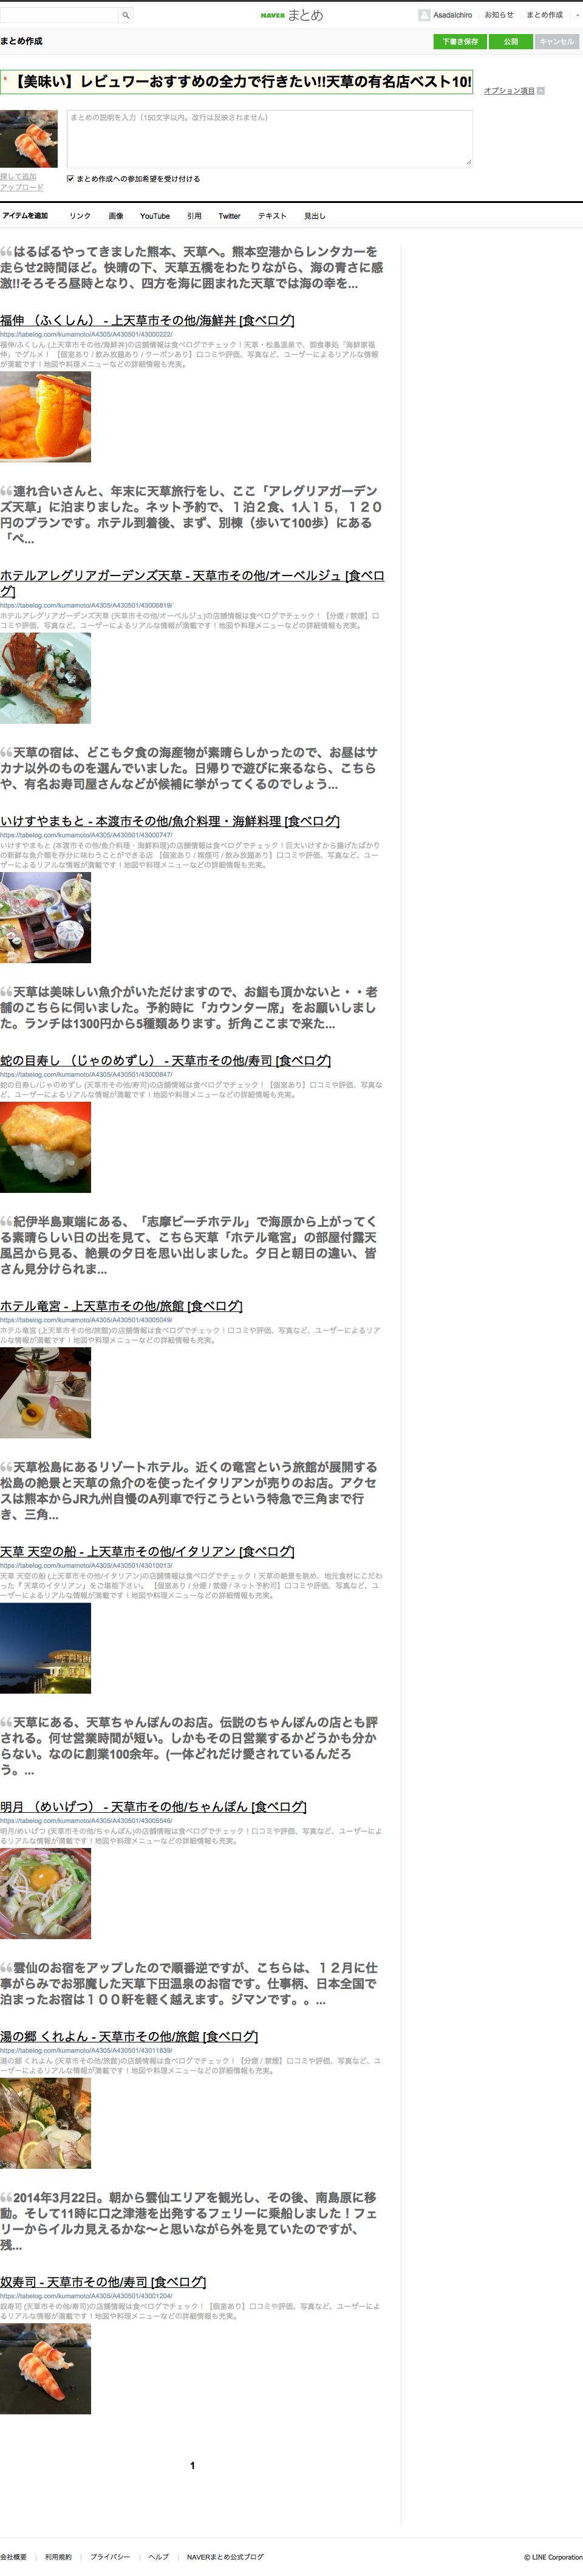 NAVER まとめ
AsadaIchiro お知らせ まとめ作成
まとめ作成
下書き保存 公開 キャンセル
* 【美味い】レビュワーおすすめの全力で行きたい!!天草の有名店ベスト10!
オプション項目
まとめの説明を入力（150文字以内。改行は反映されません）
探して追加
アップロード
まとめ作成への参加希望を受け付ける
アイテムを追加 リンク 画像 YouTube 引用 Twitter テキスト 見出し
はるばるやってきました熊本、天草へ。熊本空港からレンタカーを
走らせ2時間ほど。快晴の下、天草五橋をわたりながら、海の青さに感
激!!そろそろ昼時となり、四方を海に囲まれた天草では海の幸を...
福伸 （ふくしん） - 上天草市その他/海鮮丼 [食べログ]
https://tabelog.com/kumamoto/A4305/A430501/43000222/
福伸/ふくしん (上天草市その他/海鮮丼)の店舗情報は食べログでチェック！天草・松島温泉で、御食事処「海鮮家福
伸」でグルメ！ 【個室あり / 飲み放題あり / クーポンあり】口コミや評価、写真など、ユーザーによるリアルな情報
が満載です！地図や料理メニューなどの詳細情報も充実。
連れ合いさんと、年末に天草旅行をし、ここ「アレグリアガーデン
ズ天草」に泊まりました。ネット予約で、１泊２食、1人１５，１２０
円のプランです。ホテル到着後、まず、別棟（歩いて100歩）にある
「ペ...
ホテルアレグリアガーデンズ天草 - 天草市その他/オーベルジュ [食べロ
グ]
https://tabelog.com/kumamoto/A4305/A430501/43006819/
ホテルアレグリアガーデンズ天草 (天草市その他/オーベルジュ)の店舗情報は食べログでチェック！【分煙 / 禁煙】口
コミや評価、写真など、ユーザーによるリアルな情報が満載です！地図や料理メニューなどの詳細情報も充実。
天草の宿は、どこも夕食の海産物が素晴らしかったので、お昼はサ
カナ以外のものを選んでいました。日帰りで遊びに来るなら、こちら
や、有名お寿司屋さんなどが候補に挙がってくるのでしょう...
いけすやまもと - 本渡市その他/魚介料理・海鮮料理 [食べログ]
https://tabelog.com/kumamoto/A4305/A430501/43000747/
いけすやまもと (本渡市その他/魚介料理・海鮮料理)の店舗情報は食べログでチェック！巨大いけすから揚げたばかり
の新鮮な魚介類を存分に味わうことができる店 【個室あり / 喫煙可 / 飲み放題あり】口コミや評価、写真など、ユー
ザーによるリアルな情報が満載です！地図や料理メニューなどの詳細情報も充実。
天草は美味しい魚介がいただけますので、お鮨も頂かないと・・老
舗のこちらに伺いました。予約時に「カウンター席」をお願いしまし
た。ランチは1300円から5種類あります。折角ここまで来た...
蛇の目寿し （じゃのめずし） - 天草市その他/寿司 [食べログ]
https://tabelog.com/kumamoto/A4305/A430501/43000847/
蛇の目寿し/じゃのめずし (天草市その他/寿司)の店舗情報は食べログでチェック！【個室あり】口コミや評価、写真な
ど、ユーザーによるリアルな情報が満載です！地図や料理メニューなどの詳細情報も充実。
紀伊半島東端にある、「志摩ビーチホテル」で海原から上がってく
る素晴らしい日の出を見て、こちら天草「ホテル竜宮」の部屋付露天
風呂から見る、絶景の夕日を思い出しました。夕日と朝日の違い、皆
さん見分けられま...
ホテル竜宮 - 上天草市その他/旅館 [食べログ]
https://tabelog.com/kumamoto/A4305/A430501/43005049/
ホテル竜宮 (上天草市その他/旅館)の店舗情報は食べログでチェック！口コミや評価、写真など、ユーザーによるリア
ルな情報が満載です！地図や料理メニューなどの詳細情報も充実。
天草松島にあるリゾートホテル。近くの竜宮という旅館が展開する
松島の絶景と天草の魚介のを使ったイタリアンが売りのお店。アクセ
スは熊本からJR九州自慢のA列車で行こうという特急で三角まで行
き、三角...
天草 天空の船 - 上天草市その他/イタリアン [食べログ]
https://tabelog.com/kumamoto/A4305/A430501/43010013/
天草 天空の船 (上天草市その他/イタリアン)の店舗情報は食べログでチェック！天草の絶景を眺め、地元食材にこだわ
った『 天草のイタリアン』をご堪能下さい。 【個室あり / 分煙 / 禁煙 / ネット予約可】口コミや評価、写真など、ユ
ーザーによるリアルな情報が満載です！地図や料理メニューなどの詳細情報も充実。
天草にある、天草ちゃんぽんのお店。伝説のちゃんぽんの店とも評
される。何せ営業時間が短い。しかもその日営業するかどうかも分か
らない。なのに創業100余年。(一体どれだけ愛されているんだろ
う。...
明月 （めいげつ） - 天草市その他/ちゃんぽん [食べログ]
https://tabelog.com/kumamoto/A4305/A430501/43005546/
明月/めいげつ (天草市その他/ちゃんぽん)の店舗情報は食べログでチェック！口コミや評価、写真など、ユーザーによ
るリアルな情報が満載です！地図や料理メニューなどの詳細情報も充実。
雲仙のお宿をアップしたので順番逆ですが、こちらは、１２月に仕
事がらみでお邪魔した天草下田温泉のお宿です。仕事柄、日本全国で
泊まったお宿は１００軒を軽く越えます。ジマンです。。...
湯の郷 くれよん - 天草市その他/旅館 [食べログ]
https://tabelog.com/kumamoto/A4305/A430501/43011839/
湯の郷 くれよん (天草市その他/旅館)の店舗情報は食べログでチェック！【分煙 / 禁煙】口コミや評価、写真など、ユ
ーザーによるリアルな情報が満載です！地図や料理メニューなどの詳細情報も充実。
2014年3月22日。朝から雲仙エリアを観光し、その後、南島原に移
動。そして11時に口之津港を出発するフェリーに乗船しました！フェ
リーからイルカ見えるかな〜と思いながら外を見ていたのですが、
残...
奴寿司 - 天草市その他/寿司 [食べログ]
https://tabelog.com/kumamoto/A4305/A430501/43001204/
奴寿司 (天草市その他/寿司)の店舗情報は食べログでチェック！【個室あり】口コミや評価、写真など、ユーザーによ
るリアルな情報が満載です！地図や料理メニューなどの詳細情報も充実。
1
会社概要 利用規約 プライバシー ヘルプ NAVERまとめ公式ブログ
© LINE Corporation